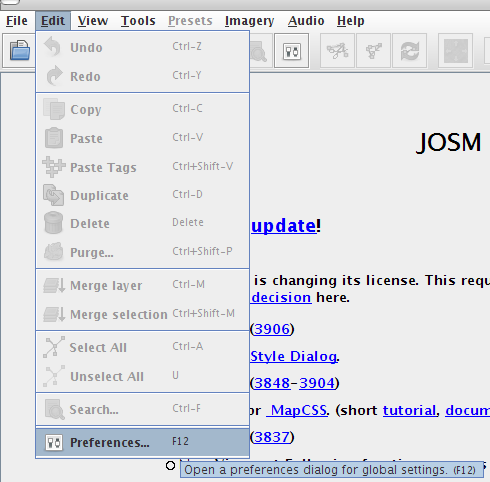 File Edit View Tools Presets Imagery Audio Help
Undo Ctrl-Z
Redo Ctrl-Y
Copy Ctrl-C
Paste Ctrl-V
Paste Tags Ctrl+Shift-V
Duplicate Ctrl-D
Delete Delete
Purge... Ctrl+Shift-P
Merge layer Ctrl-M
Merge selection Ctrl+Shift-M
Select All Ctrl-A
Unselect All U
Search... Ctrl-F
Preferences... F12
JOSM
update!
is changing its license. This requ
decision here.
(3906)
Style Dialog.
(3848-3904)
or MapCSS. (short tutorial, docum
(3837)
Open a preferences dialog for global settings. (F12)